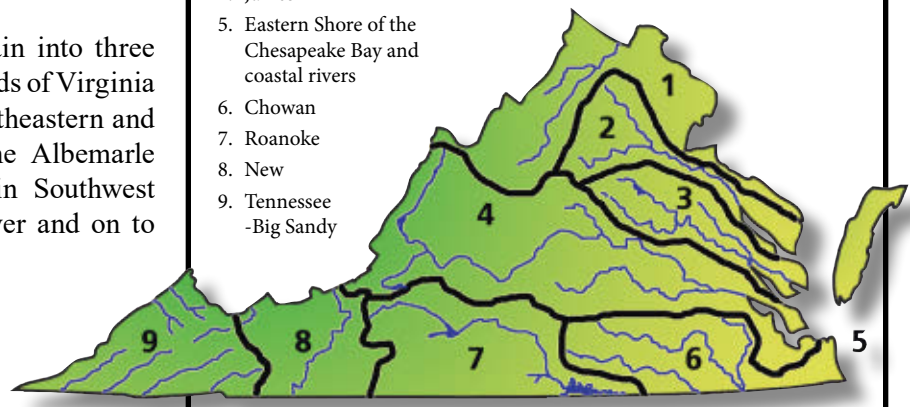 ain into three
ds of Virginia
theastern and
ne Albemarle
in Southwest
ver and on to
5. Eastern Shore of the
Chesapeake Bay and
coastal rivers
6. Chowan
7. Roanoke
8. New
9. Tennessee
-Big Sandy
1
2
3
4
5
6
7
8
9